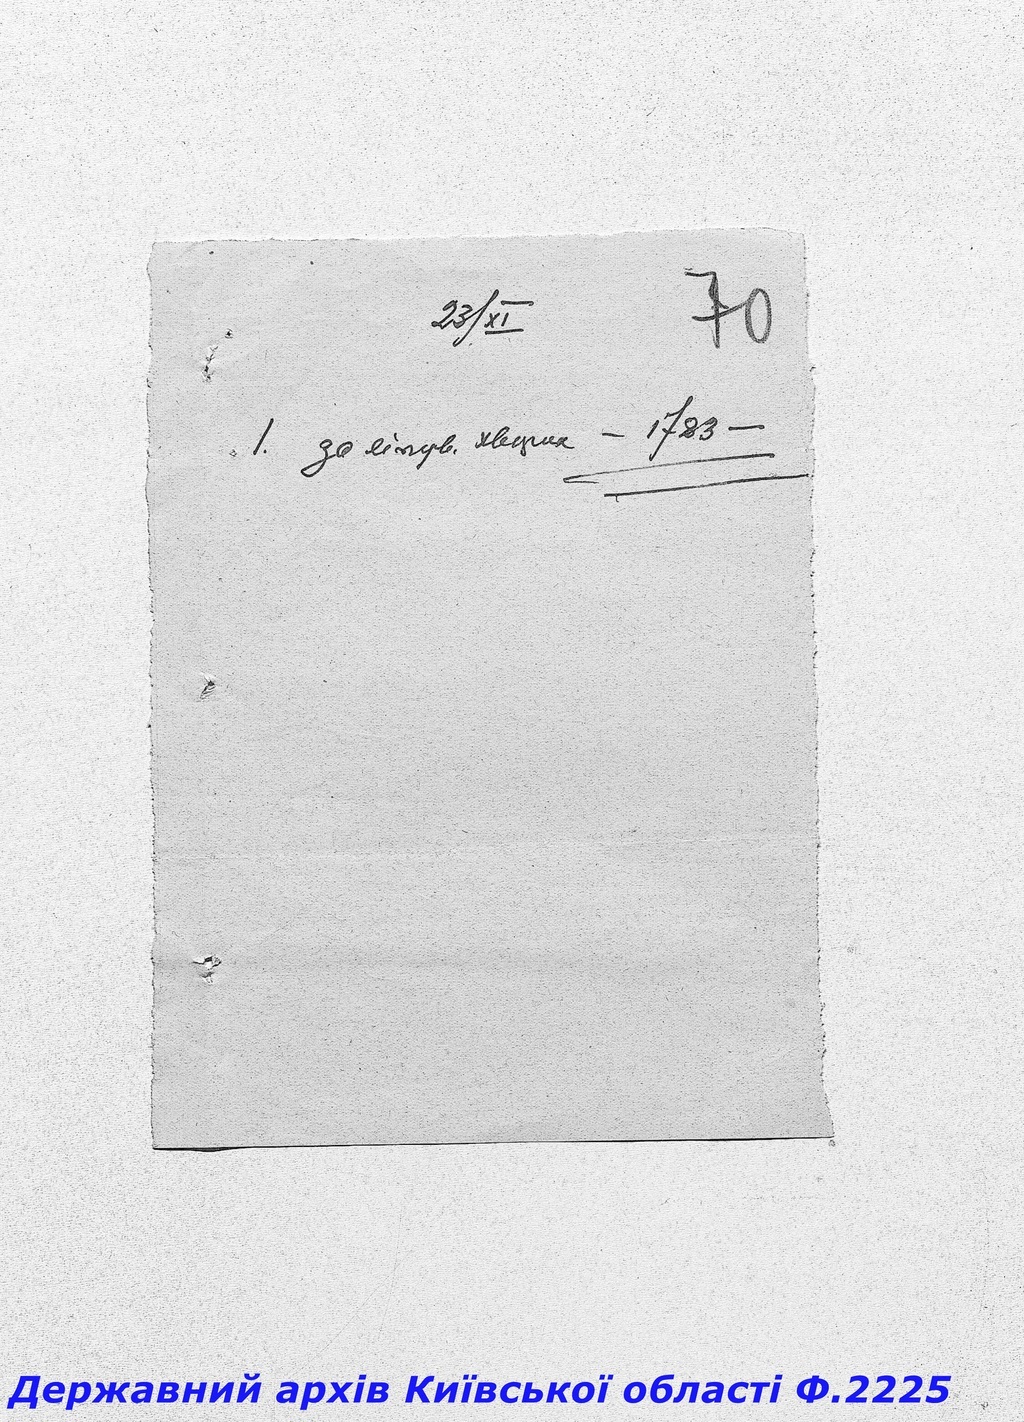 70
23/XI
1. за лікув. хворих – 1783 –
Державний архів Київської області Ф.2225